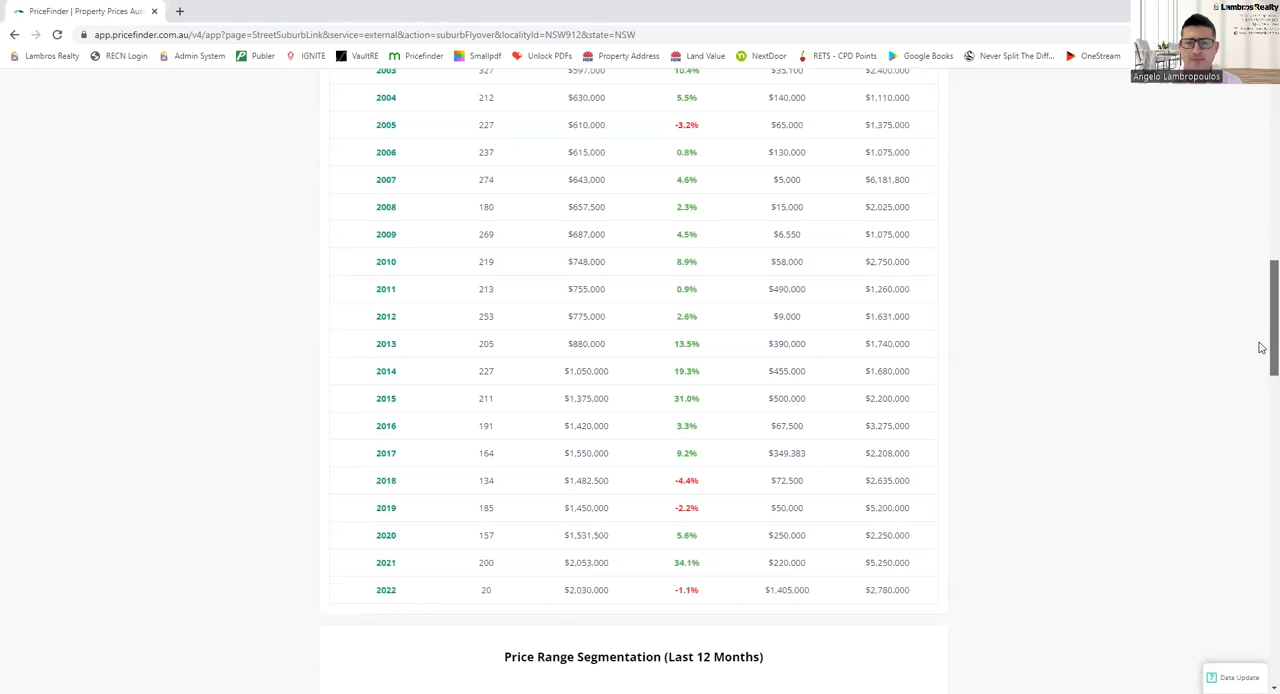 PriceFinder | Property Prices Aus
app.pricefinder.com.au/v4/app?page=StreetSuburbLink&service=external&action=suburbFlyover&localityId=NSW912&state=NSW
Lambros Realty RECN Login Admin System Publer IGNITE VaultRE Pricefinder Smallpdf Unlock PDFs Property Address Land Value NextDoor RETS - CPD Points Google Books Never Split The Diff... OneStream
LambrosRealty
Angelo Lambropoulos
2003 327 $597,000 10.4% $35,100 $2,400,000
2004 212 $630,000 5.5% $140,000 $1,110,000
2005 227 $610,000 -3.2% $65,000 $1,375,000
2006 237 $615,000 0.8% $130,000 $1,075,000
2007 274 $643,000 4.6% $5,000 $6,181,800
2008 180 $657,500 2.3% $15,000 $2,025,000
2009 269 $687,000 4.5% $6,550 $1,075,000
2010 219 $748,000 8.9% $58,000 $2,750,000
2011 213 $755,000 0.9% $490,000 $1,260,000
2012 253 $775,000 2.6% $9,000 $1,631,000
2013 205 $880,000 13.5% $390,000 $1,740,000
2014 227 $1,050,000 19.3% $455,000 $1,680,000
2015 211 $1,375,000 31.0% $500,000 $2,200,000
2016 191 $1,420,000 3.3% $67,500 $3,275,000
2017 164 $1,550,000 9.2% $349,383 $2,208,000
2018 134 $1,482,500 -4.4% $72,500 $2,635,000
2019 185 $1,450,000 -2.2% $50,000 $5,200,000
2020 157 $1,531,500 5.6% $250,000 $2,250,000
2021 200 $2,053,000 34.1% $220,000 $5,250,000
2022 20 $2,030,000 -1.1% $1,405,000 $2,780,000
Price Range Segmentation (Last 12 Months)
? Data Update